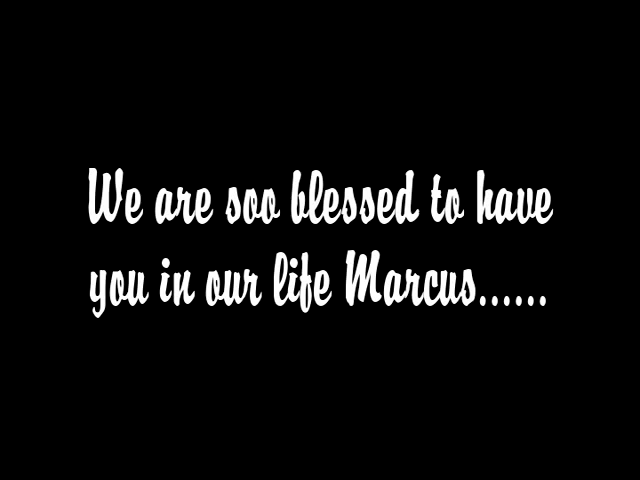 We are soo blessed to have
you in our life Marcus......